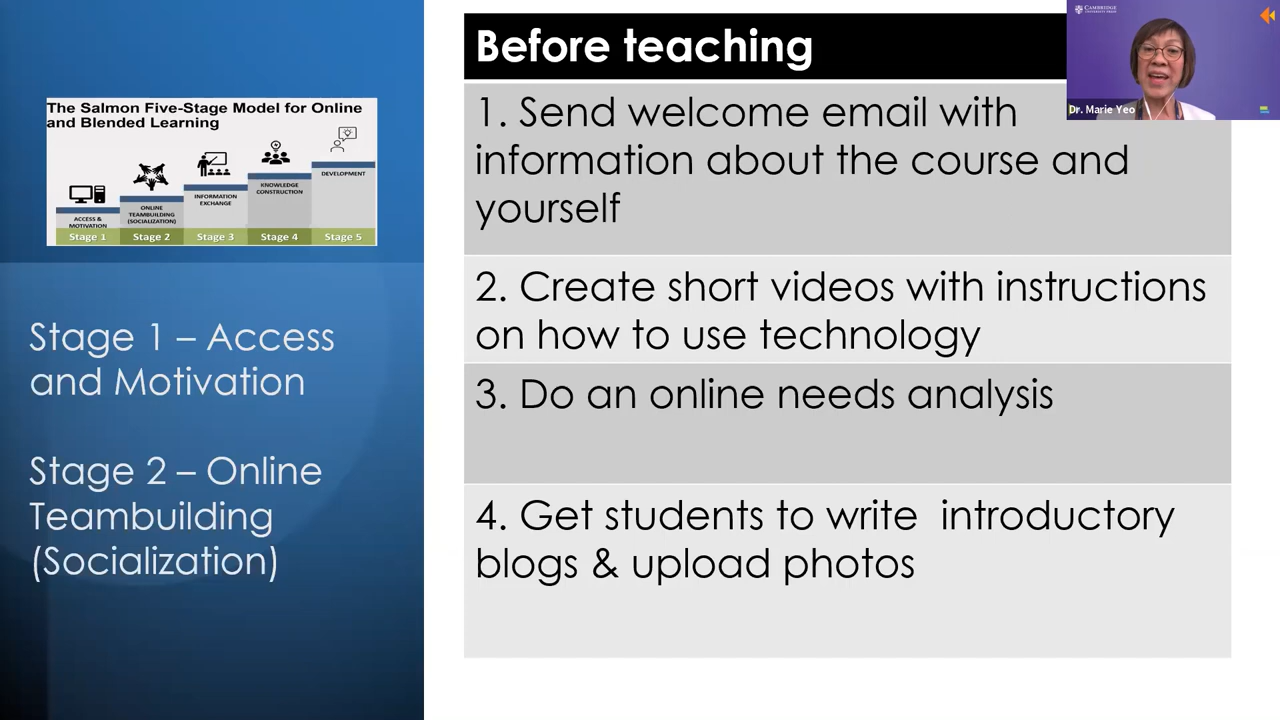 The Salmon Five-Stage Model for Online
and Blended Learning
ACCESS &
MOTIVATION
Stage 1
ONLINE
TEAMBUILDING
(SOCIALIZATION)
Stage 2
INFORMATION
EXCHANGE
Stage 3
KNOWLEDGE
CONSTRUCTION
Stage 4
DEVELOPMENT
Stage 5
Stage 1 – Access
and Motivation
Stage 2 – Online
Teambuilding
(Socialization)
Before teaching
1. Send welcome email with
information about the course and
yourself
2. Create short videos with instructions
on how to use technology
3. Do an online needs analysis
4. Get students to write  introductory
blogs & upload photos
CAMBRIDGE
UNIVERSITY PRESS
Dr. Marie Yeo